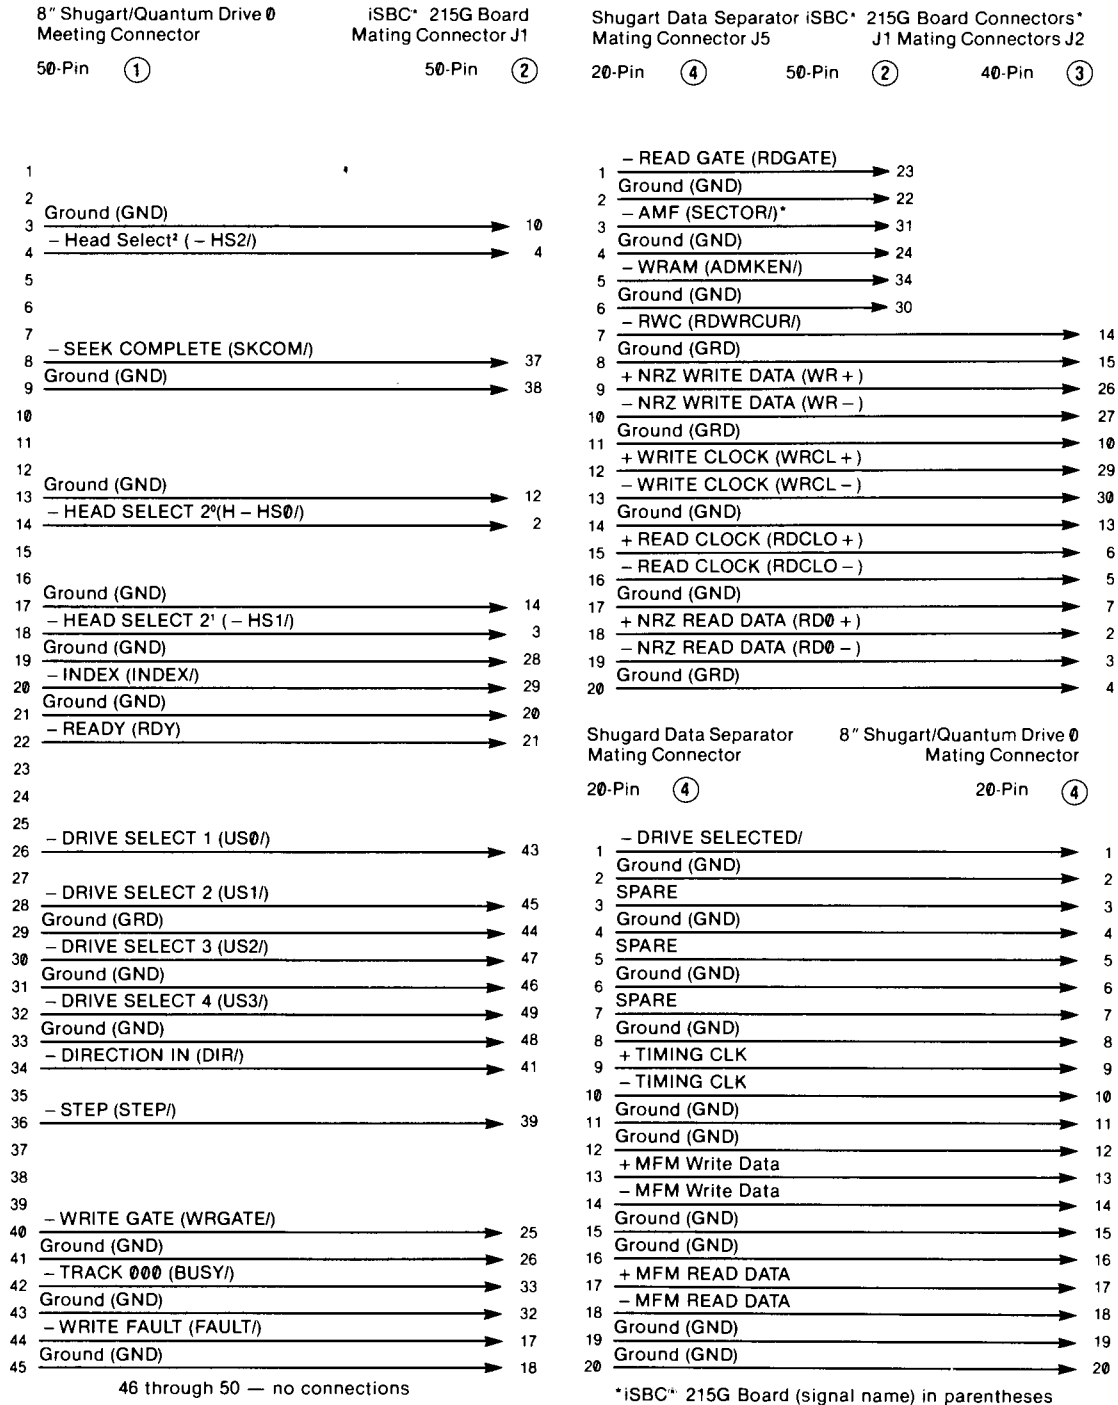 8″ Shugart/Quantum Drive 0
Meeting Connector
iSBC* 215G Board
Mating Connector J1
50-Pin 1
50-Pin 2
1
2
Ground (GND)
3 10
– Head Select² ( – HS2/)
4 4
5
6
7
– SEEK COMPLETE (SKCOM/)
8 37
Ground (GND)
9 38
10
11
12
Ground (GND)
13 12
– HEAD SELECT 2⁰(H – HS0/)
14 2
15
16
Ground (GND)
17 14
– HEAD SELECT 2¹ ( – HS1/)
18 3
Ground (GND)
19 28
– INDEX (INDEX/)
20 29
Ground (GND)
21 20
– READY (RDY)
22 21
23
24
25
– DRIVE SELECT 1 (US0/)
26 43
27
– DRIVE SELECT 2 (US1/)
28 45
Ground (GRD)
29 44
– DRIVE SELECT 3 (US2/)
30 47
Ground (GND)
31 46
– DRIVE SELECT 4 (US3/)
32 49
Ground (GND)
33 48
– DIRECTION IN (DIR/)
34 41
35
– STEP (STEP/)
36 39
37
38
39
– WRITE GATE (WRGATE/)
40 25
Ground (GND)
41 26
– TRACK 000 (BUSY/)
42 33
Ground (GND)
43 32
– WRITE FAULT (FAULT/)
44 17
Ground (GND)
45 18
46 through 50 — no connections
Shugart Data Separator iSBC* 215G Board Connectors*
Mating Connector J5 J1 Mating Connectors J2
20-Pin 4 50-Pin 2 40-Pin 3
– READ GATE (RDGATE)
1 23
Ground (GND)
2 22
– AMF (SECTOR/)*
3 31
Ground (GND)
4 24
– WRAM (ADMKEN/)
5 34
Ground (GND)
6 30
– RWC (RDWRCUR/)
7 14
Ground (GRD)
8 15
+ NRZ WRITE DATA (WR + )
9 26
– NRZ WRITE DATA (WR – )
10 27
Ground (GRD)
11 10
+ WRITE CLOCK (WRCL + )
12 29
– WRITE CLOCK (WRCL – )
13 30
Ground (GND)
14 13
+ READ CLOCK (RDCLO + )
15 6
– READ CLOCK (RDCLO – )
16 5
Ground (GND)
17 7
+ NRZ READ DATA (RD0 + )
18 2
– NRZ READ DATA (RD0 – )
19 3
Ground (GRD)
20 4
Shugard Data Separator
Mating Connector
8″ Shugart/Quantum Drive 0
Mating Connector
20-Pin 4
20-Pin 4
– DRIVE SELECTED/
1 1
Ground (GND)
2 2
SPARE
3 3
Ground (GND)
4 4
SPARE
5 5
Ground (GND)
6 6
SPARE
7 7
Ground (GND)
8 8
+ TIMING CLK
9 9
– TIMING CLK
10 10
Ground (GND)
11 11
Ground (GND)
12 12
+ MFM Write Data
13 13
– MFM Write Data
14 14
Ground (GND)
15 15
Ground (GND)
16 16
+ MFM READ DATA
17 17
– MFM READ DATA
18 18
Ground (GND)
19 19
Ground (GND)
20 20
*iSBC* 215G Board (signal name) in parentheses